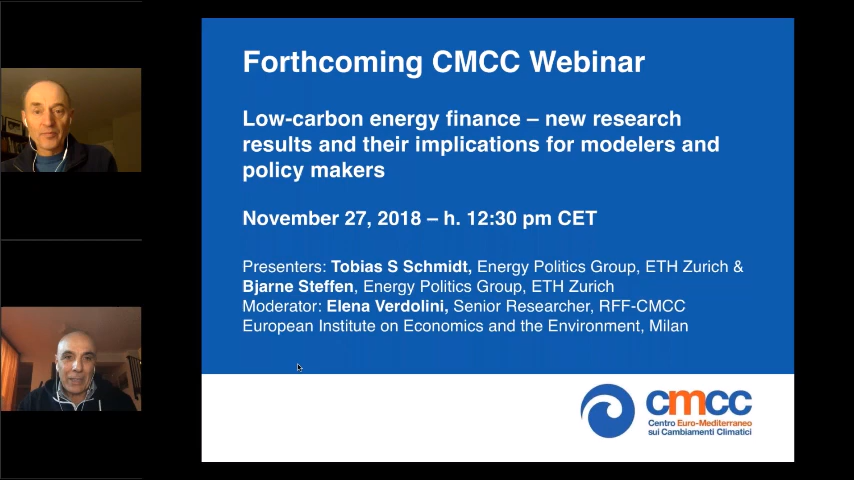 Forthcoming CMCC Webinar
Low-carbon energy finance – new research
results and their implications for modelers and
policy makers
November 27, 2018 – h. 12:30 pm CET
Presenters: Tobias S Schmidt, Energy Politics Group, ETH Zurich &
Bjarne Steffen, Energy Politics Group, ETH Zurich
Moderator: Elena Verdolini, Senior Researcher, RFF-CMCC
European Institute on Economics and the Environment, Milan
cmcc
Centro Euro-Mediterraneo
sui Cambiamenti Climatici